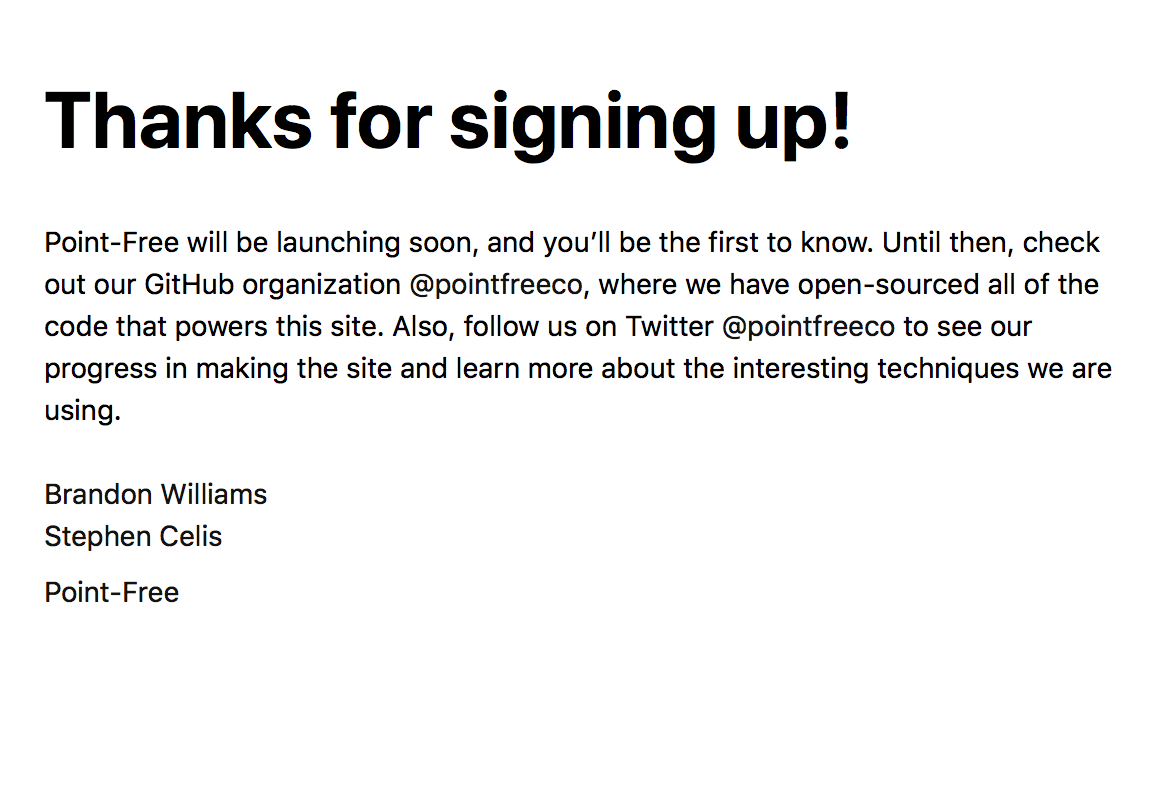 Thanks for signing up!
Point-Free will be launching soon, and you’ll be the first to know. Until then, check
out our GitHub organization @pointfreeco, where we have open-sourced all of the
code that powers this site. Also, follow us on Twitter @pointfreeco to see our
progress in making the site and learn more about the interesting techniques we are
using.
Brandon Williams
Stephen Celis
Point-Free